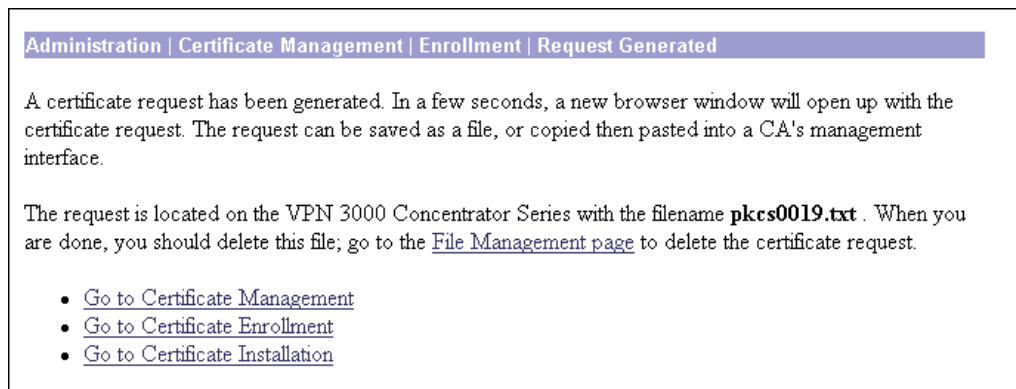 Administration | Certificate Management | Enrollment | Request Generated
A certificate request has been generated. In a few seconds, a new browser window will open up with the
certificate request. The request can be saved as a file, or copied then pasted into a CA's management
interface.
The request is located on the VPN 3000 Concentrator Series with the filename pkcs0019.txt . When you
are done, you should delete this file; go to the File Management page to delete the certificate request.
• Go to Certificate Management
• Go to Certificate Enrollment
• Go to Certificate Installation